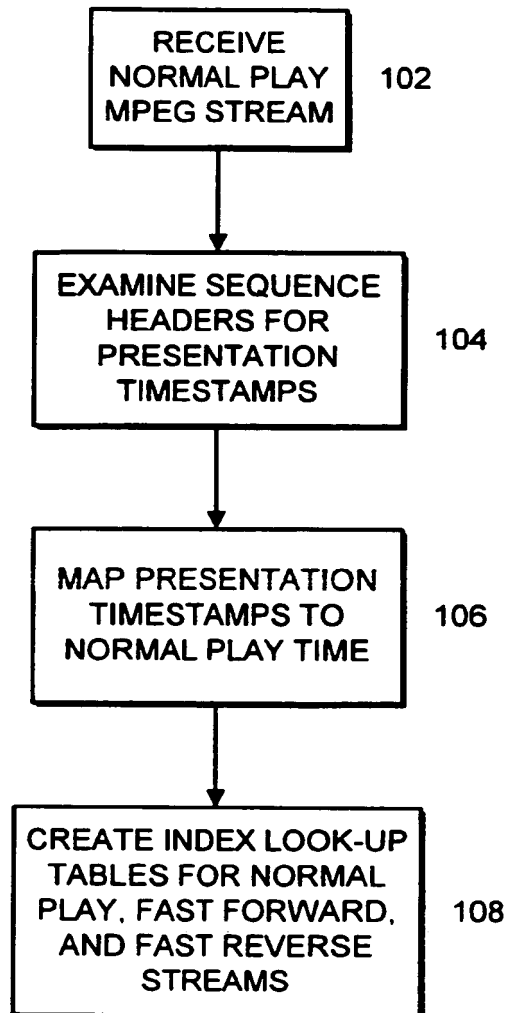 RECEIVE
NORMAL PLAY
MPEG STREAM
102
EXAMINE SEQUENCE
HEADERS FOR
PRESENTATION
TIMESTAMPS
104
MAP PRESENTATION
TIMESTAMPS TO
NORMAL PLAY TIME
106
CREATE INDEX LOOK-UP
TABLES FOR NORMAL
PLAY, FAST FORWARD,
AND FAST REVERSE
STREAMS
108